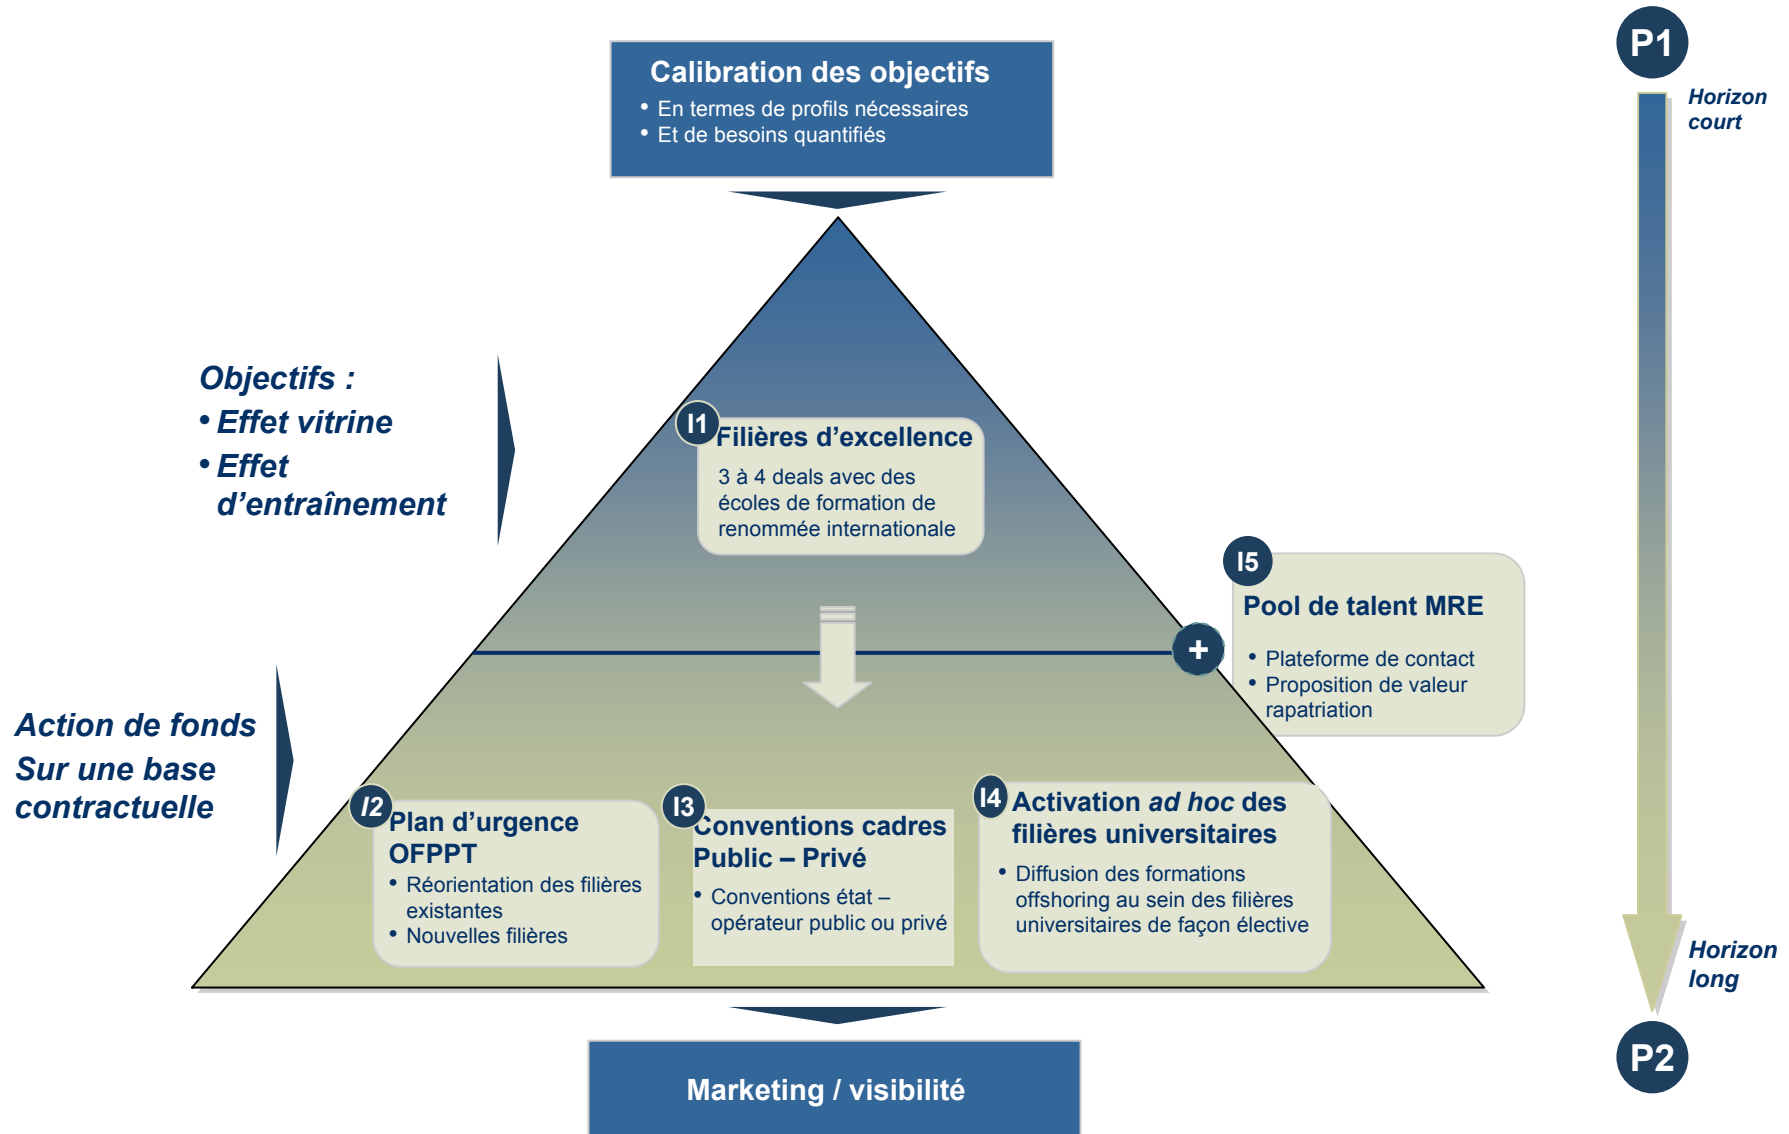 Calibration des objectifs
• En termes de profils nécessaires
• Et de besoins quantifiés
P1
Horizon
court
Objectifs :
• Effet vitrine
• Effet
d’entraînement
I1
Filières d’excellence
3 à 4 deals avec des
écoles de formation de
renommée internationale
I5
Pool de talent MRE
• Plateforme de contact
• Proposition de valeur
rapatriation
+
Action de fonds
Sur une base
contractuelle
I2
Plan d’urgence
OFPPT
• Réorientation des filières
existantes
• Nouvelles filières
I3
Conventions cadres
Public – Privé
• Conventions état –
opérateur public ou privé
I4
Activation ad hoc des
filières universitaires
• Diffusion des formations
offshoring au sein des filières
universitaires de façon élective
Horizon
long
P2
Marketing / visibilité